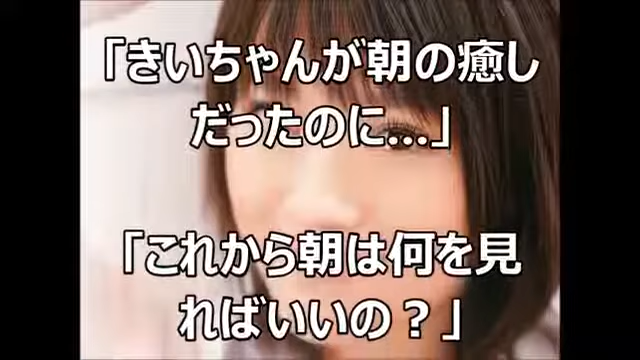 「きいちゃんが朝の癒し
だったのに…」
「これから朝は何を見
ればいいの？」